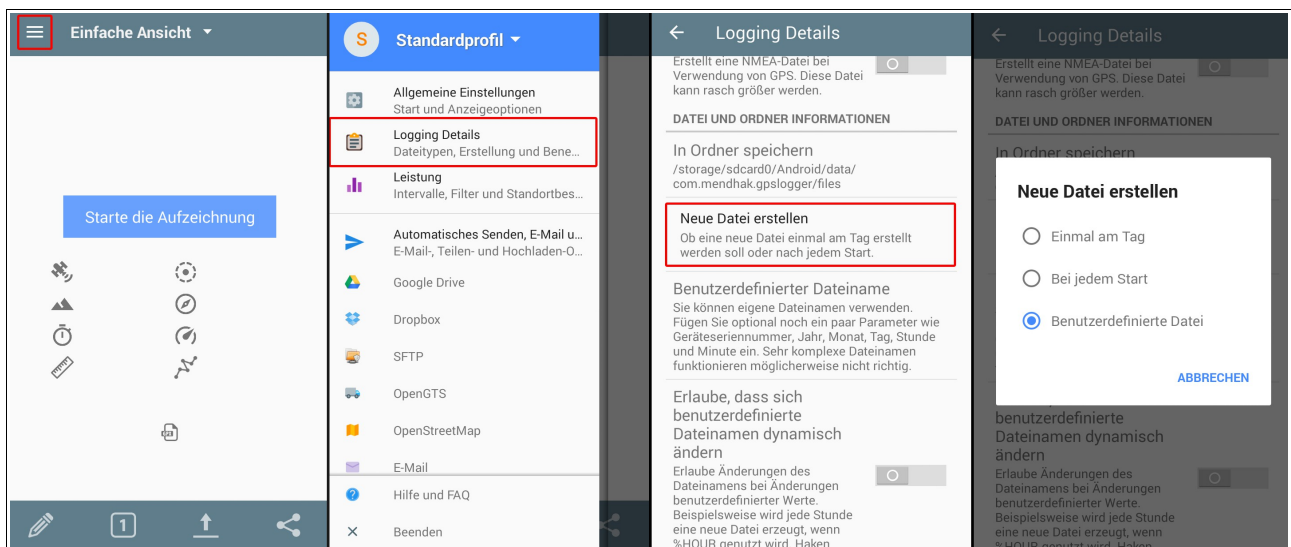 Einfache Ansicht
Starte die Aufzeichnung
1
S
Standardprofil
Allgemeine Einstellungen
Start und Anzeigeoptionen
Logging Details
Dateitypen, Erstellung und Bene...
Leistung
Intervalle, Filter und Standortbes...
Automatisches Senden, E-Mail u...
E-Mail-, Teilen- und Hochladen-O...
Google Drive
Dropbox
SFTP
OpenGTS
OpenStreetMap
E-Mail
Hilfe und FAQ
Beenden
Logging Details
Erstellt eine NMEA-Datei bei
Verwendung von GPS. Diese Datei
kann rasch größer werden.
DATEI UND ORDNER INFORMATIONEN
In Ordner speichern
/storage/sdcard0/Android/data/
com.mendhak.gpslogger/files
Neue Datei erstellen
Ob eine neue Datei einmal am Tag erstellt
werden soll oder nach jedem Start.
Benutzerdefinierter Dateiname
Sie können eigene Dateinamen verwenden.
Fügen Sie optional noch ein paar Parameter wie
Geräteseriennummer, Jahr, Monat, Tag, Stunde
und Minute ein. Sehr komplexe Dateinamen
funktionieren möglicherweise nicht richtig.
Erlaube, dass sich
benutzerdefinierte
Dateinamen dynamisch
ändern
Erlaube Änderungen des
Dateinamens bei Änderungen
benutzerdefinierter Werte.
Beispielsweise wird jede Stunde
eine neue Datei erzeugt, wenn
%HOUR genutzt wird. Haken
Logging Details
Erstellt eine NMEA-Datei bei
Verwendung von GPS. Diese Datei
kann rasch größer werden.
DATEI UND ORDNER INFORMATIONEN
In Ordner speichern
Neue Datei erstellen
Einmal am Tag
Bei jedem Start
Benutzerdefinierte Datei
ABBRECHEN
benutzerdefinierte
Dateinamen dynamisch
ändern
Erlaube Änderungen des
Dateinamens bei Änderungen
benutzerdefinierter Werte.
Beispielsweise wird jede Stunde
eine neue Datei erzeugt, wenn
%HOUR genutzt wird. Haken